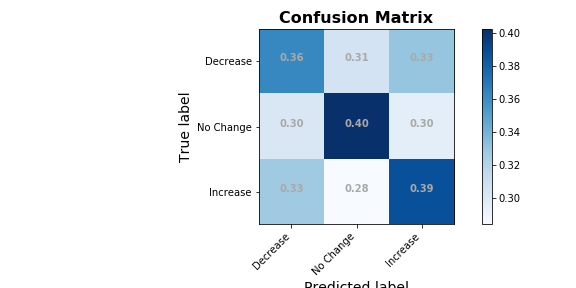 Confusion Matrix
True label
Decrease 0.36 0.31 0.33
No Change 0.30 0.40 0.30
Increase 0.33 0.28 0.39
Decrease No Change Increase
Predicted label
0.40
0.38
0.36
0.34
0.32
0.30